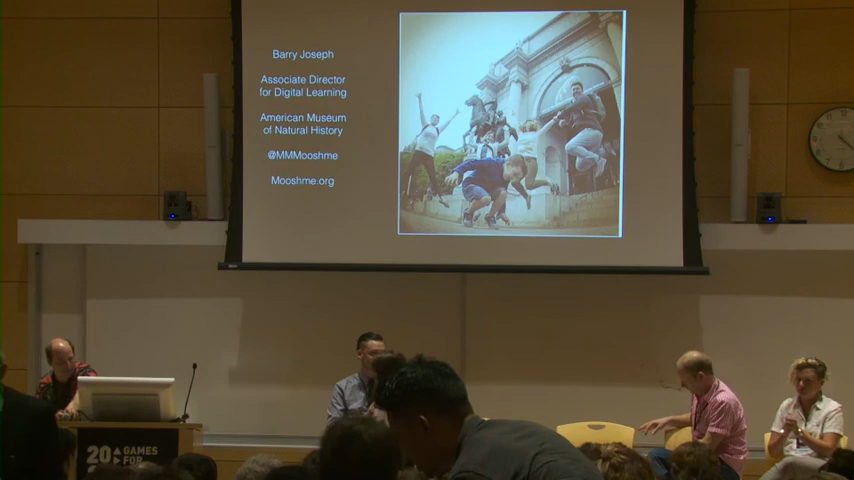 Barry Joseph
Associate Director
for Digital Learning
American Museum
of Natural History
@MMMooshme
Mooshme.org
20
GAMES
FOR